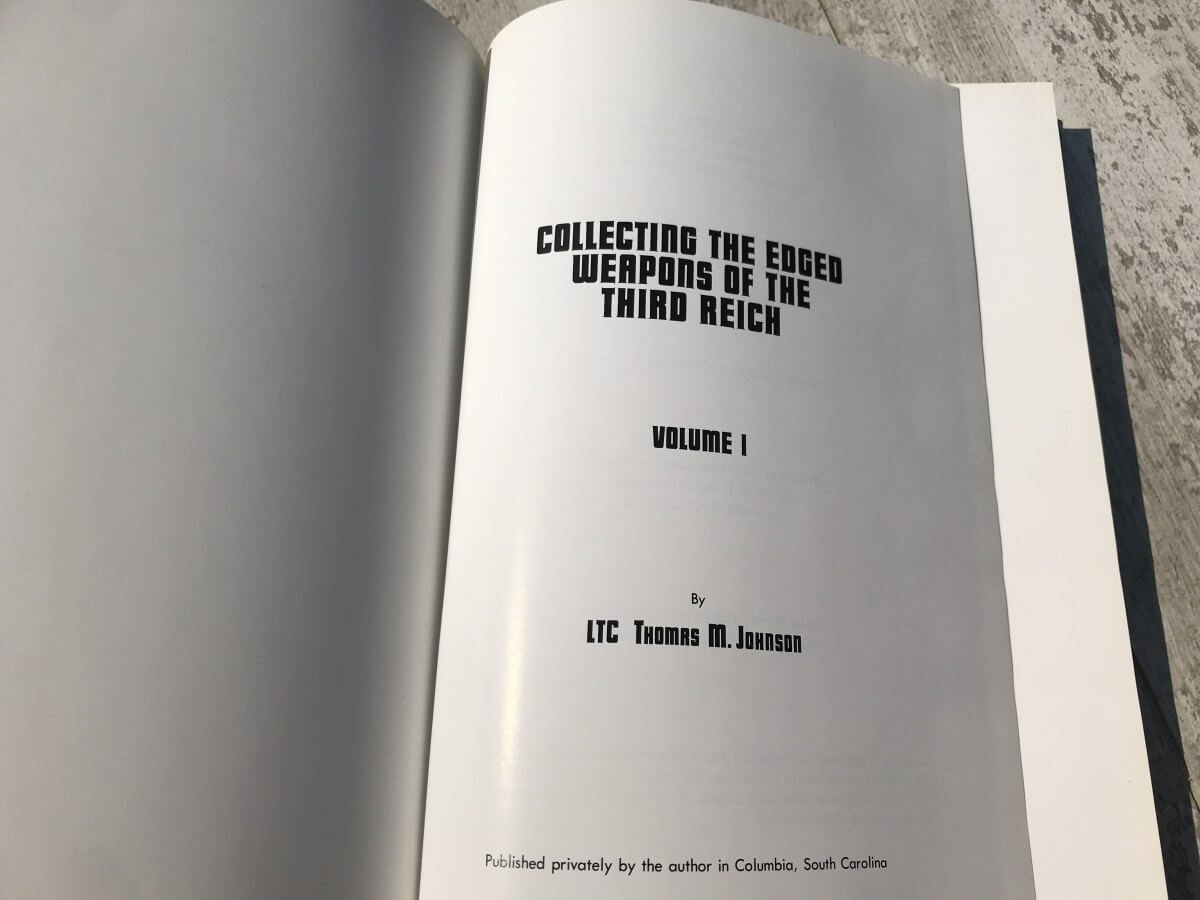 COLLECTING THE EDGED
WEAPONS OF THE
THIRD REICH
VOLUME I
By
LTC THOMAS M. JOHNSON
Published privately by the author in Columbia, South Carolina